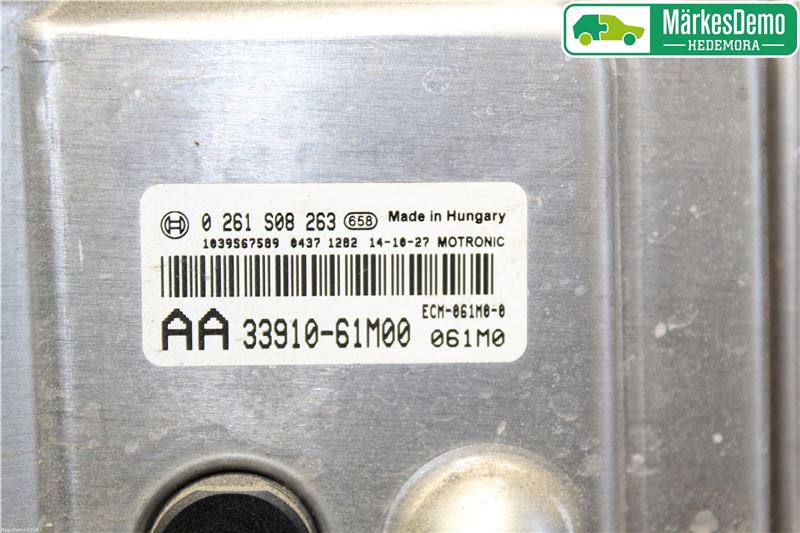 MärkesDemo
HEDEMORA
0 261 S08 263 658 Made in Hungary
1039S67589 0437 1282 14-10-27 MOTRONIC
ECM-061M0-0
AA 33910-61M00 061M0